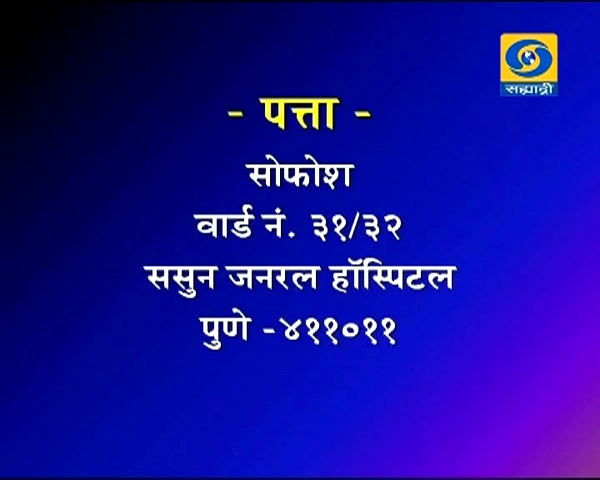 सह्याद्री
- पत्ता -
सोफोश
वार्ड नं. ३१/३२
ससुन जनरल हॉस्पिटल
पुणे -४११०११